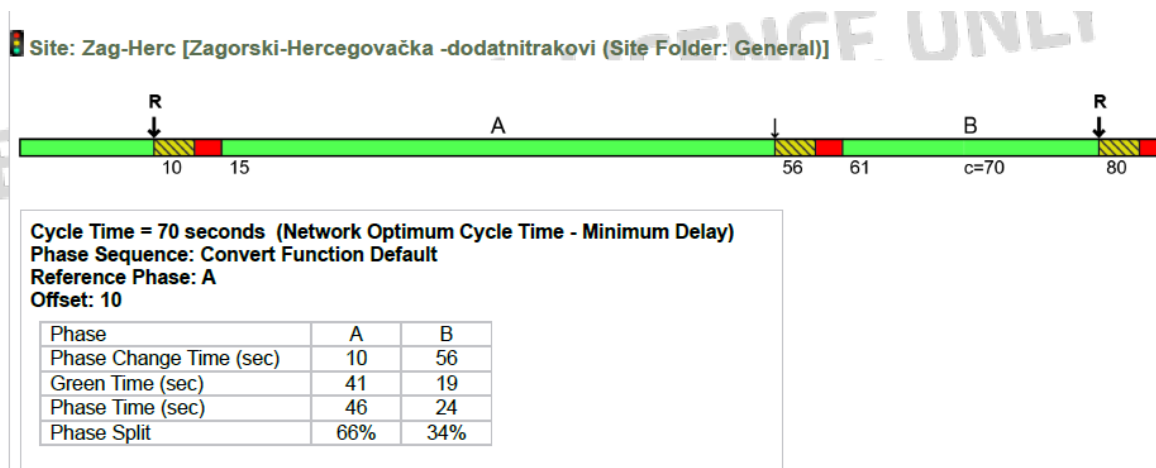 LICENCE ONLY
Site: Zag-Herc [Zagorski-Hercegovačka -dodatnitrakovi (Site Folder: General)]
R A B R
10 15 56 61 c=70 80
Cycle Time = 70 seconds (Network Optimum Cycle Time - Minimum Delay)
Phase Sequence: Convert Function Default
Reference Phase: A
Offset: 10
Phase A B
Phase Change Time (sec) 10 56
Green Time (sec) 41 19
Phase Time (sec) 46 24
Phase Split 66% 34%